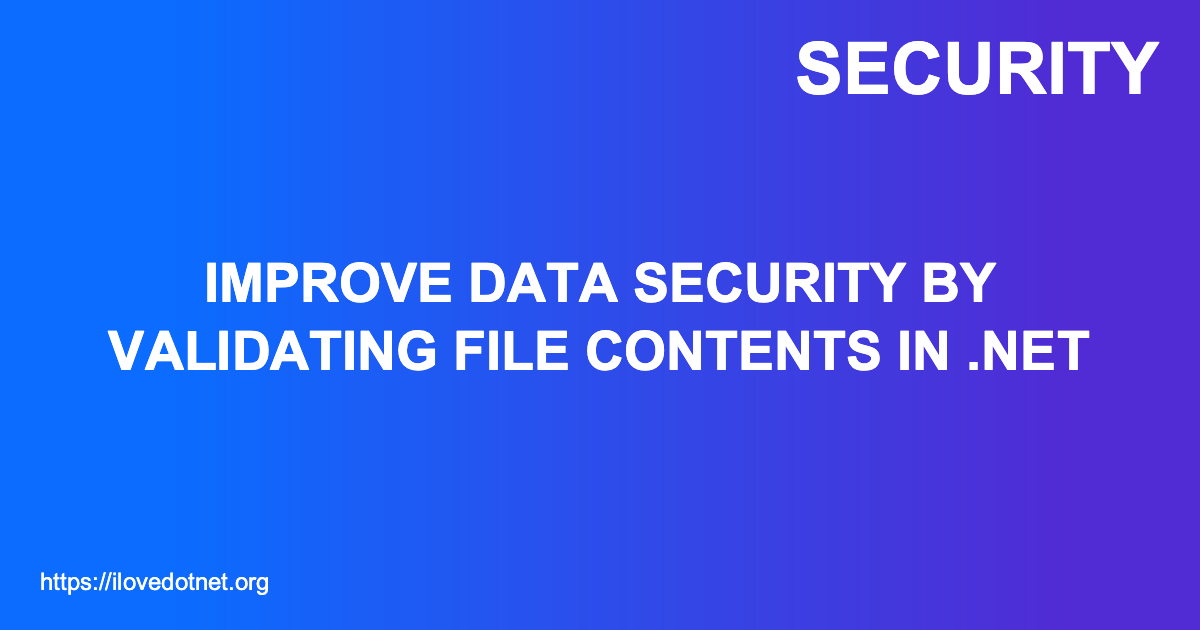 SECURITY
IMPROVE DATA SECURITY BY
VALIDATING FILE CONTENTS IN .NET
https://ilovedotnet.org